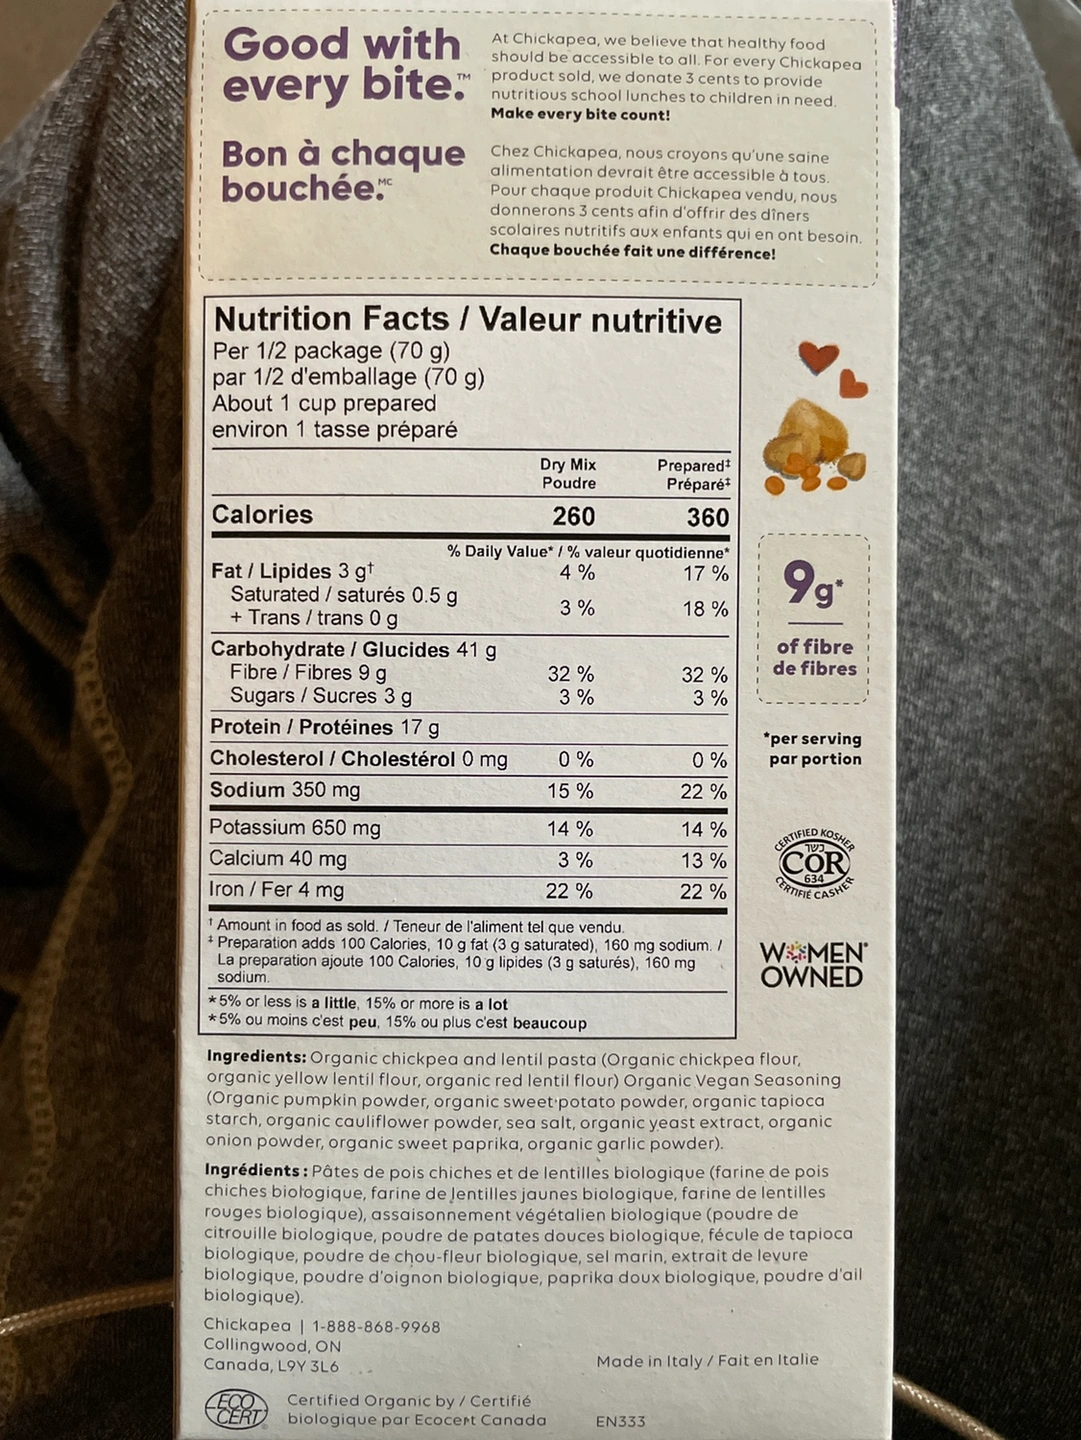 Good with
every bite.™
At Chickapea, we believe that healthy food
should be accessible to all. For every Chickapea
product sold, we donate 3 cents to provide
nutritious school lunches to children in need.
Make every bite count!
Bon à chaque
bouchée.MC
Chez Chickapea, nous croyons qu'une saine
alimentation devrait être accessible à tous.
Pour chaque produit Chickapea vendu, nous
donnerons 3 cents afin d'offrir des dîners
scolaires nutritifs aux enfants qui en ont besoin.
Chaque bouchée fait une différence!
Nutrition Facts / Valeur nutritive
Per 1/2 package (70 g)
par 1/2 d'emballage (70 g)
About 1 cup prepared
environ 1 tasse préparé
Dry Mix Prepared‡
Poudre Préparé‡
Calories 260 360
% Daily Value* / % valeur quotidienne*
Fat / Lipides 3 g† 4 % 17 %
Saturated / saturés 0.5 g
+ Trans / trans 0 g 3 % 18 %
Carbohydrate / Glucides 41 g
Fibre / Fibres 9 g 32 % 32 %
Sugars / Sucres 3 g 3 % 3 %
Protein / Protéines 17 g
Cholesterol / Cholestérol 0 mg 0 % 0 %
Sodium 350 mg 15 % 22 %
Potassium 650 mg 14 % 14 %
Calcium 40 mg 3 % 13 %
Iron / Fer 4 mg 22 % 22 %
† Amount in food as sold. / Teneur de l'aliment tel que vendu.
‡ Preparation adds 100 Calories, 10 g fat (3 g saturated), 160 mg sodium. /
La preparation ajoute 100 Calories, 10 g lipides (3 g saturés), 160 mg
sodium.
*5% or less is a little, 15% or more is a lot
*5% ou moins c'est peu, 15% ou plus c'est beaucoup
9g*
of fibre
de fibres
*per serving
par portion
CERTIFIED KOSHER
כשר
COR
634
CERTIFIÉ CASHER
WOMEN
OWNED
Ingredients: Organic chickpea and lentil pasta (Organic chickpea flour,
organic yellow lentil flour, organic red lentil flour) Organic Vegan Seasoning
(Organic pumpkin powder, organic sweet potato powder, organic tapioca
starch, organic cauliflower powder, sea salt, organic yeast extract, organic
onion powder, organic sweet paprika, organic garlic powder).
Ingrédients : Pâtes de pois chiches et de lentilles biologique (farine de pois
chiches biologique, farine de lentilles jaunes biologique, farine de lentilles
rouges biologique), assaisonnement végétalien biologique (poudre de
citrouille biologique, poudre de patates douces biologique, fécule de tapioca
biologique, poudre de chou-fleur biologique, sel marin, extrait de levure
biologique, poudre d'oignon biologique, paprika doux biologique, poudre d'ail
biologique).
Chickapea | 1-888-868-9968
Collingwood, ON
Canada, L9Y 3L6
Made in Italy / Fait en Italie
ECO
CERT
Certified Organic by / Certifié
biologique par Ecocert Canada
EN333